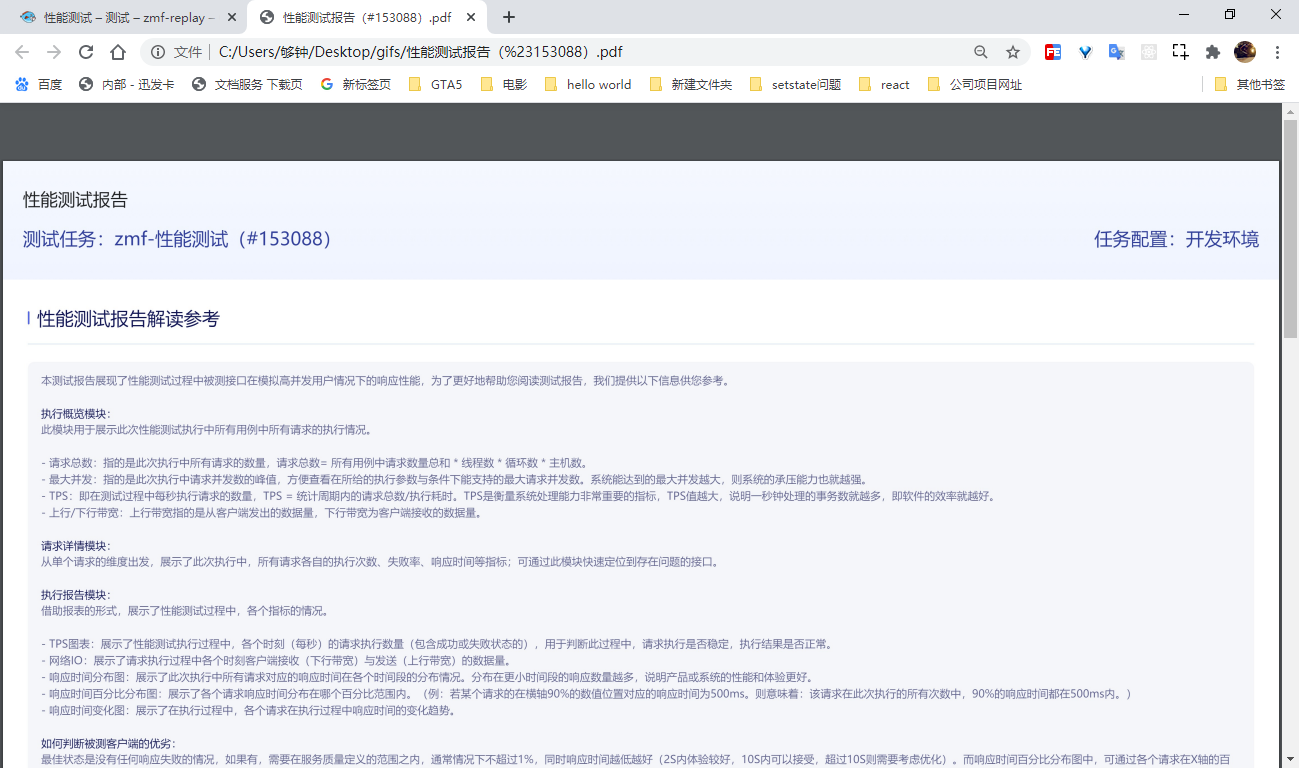 性能测试 – 测试 – zmf-replay –
性能测试报告（#153088）.pdf
文件
C:/Users/够钟/Desktop/gifs/性能测试报告（%23153088）.pdf
百度
内部 - 迅发卡
文档服务 下载页
新标签页
GTA5
电影
hello world
新建文件夹
setstate问题
react
公司项目网址
其他书签
性能测试报告
测试任务：zmf-性能测试（#153088）
任务配置：开发环境
性能测试报告解读参考
本测试报告展现了性能测试过程中被测接口在模拟高并发用户情况下的响应性能，为了更好地帮助您阅读测试报告，我们提供以下信息供您参考。
执行概览模块：
此模块用于展示此次性能测试执行中所有用例中所有请求的执行情况。
- 请求总数：指的是此次执行中所有请求的数量，请求总数= 所有用例中请求数量总和 * 线程数 * 循环数 * 主机数。
- 最大并发：指的是此次执行中请求并发数的峰值，方便查看在所给的执行参数与条件下能支持的最大请求并发数。系统能达到的最大并发越大，则系统的承压能力也就越强。
- TPS：即在测试过程中每秒执行请求的数量，TPS = 统计周期内的请求总数/执行耗时。TPS是衡量系统处理能力非常重要的指标，TPS值越大，说明一秒钟处理的事务数就越多，即软件的效率就越好。
- 上行/下行带宽：上行带宽指的是从客户端发出的数据量，下行带宽为客户端接收的数据量。
请求详情模块：
从单个请求的维度出发，展示了此次执行中，所有请求各自的执行次数、失败率、响应时间等指标；可通过此模块快速定位到存在问题的接口。
执行报告模块：
借助报表的形式，展示了性能测试过程中，各个指标的情况。
- TPS图表：展示了性能测试执行过程中，各个时刻（每秒）的请求执行数量（包含成功或失败状态的），用于判断此过程中，请求执行是否稳定，执行结果是否正常。
- 网络IO：展示了请求执行过程中各个时刻客户端接收（下行带宽）与发送（上行带宽）的数据量。
- 响应时间分布图：展示了此次执行中所有请求对应的响应时间在各个时间段的分布情况。分布在更小时间段的响应数量越多，说明产品或系统的性能和体验更好。
- 响应时间百分比分布图：展示了各个请求响应时间分布在哪个百分比范围内。（例：若某个请求的在横轴90%的数值位置对应的响应时间为500ms。则意味着：该请求在此次执行的所有次数中，90%的响应时间都在500ms内。）
- 响应时间变化图：展示了在执行过程中，各个请求在执行过程中响应时间的变化趋势。
如何判断被测客户端的优劣：
最佳状态是没有任何响应失败的情况，如果有，需要在服务质量定义的范围之内，通常情况下不超过1%，同时响应时间越低越好（2S内体验较好，10S内可以接受，超过10S则需要考虑优化）。而响应时间百分比分布图中，可通过各个请求在X轴的百